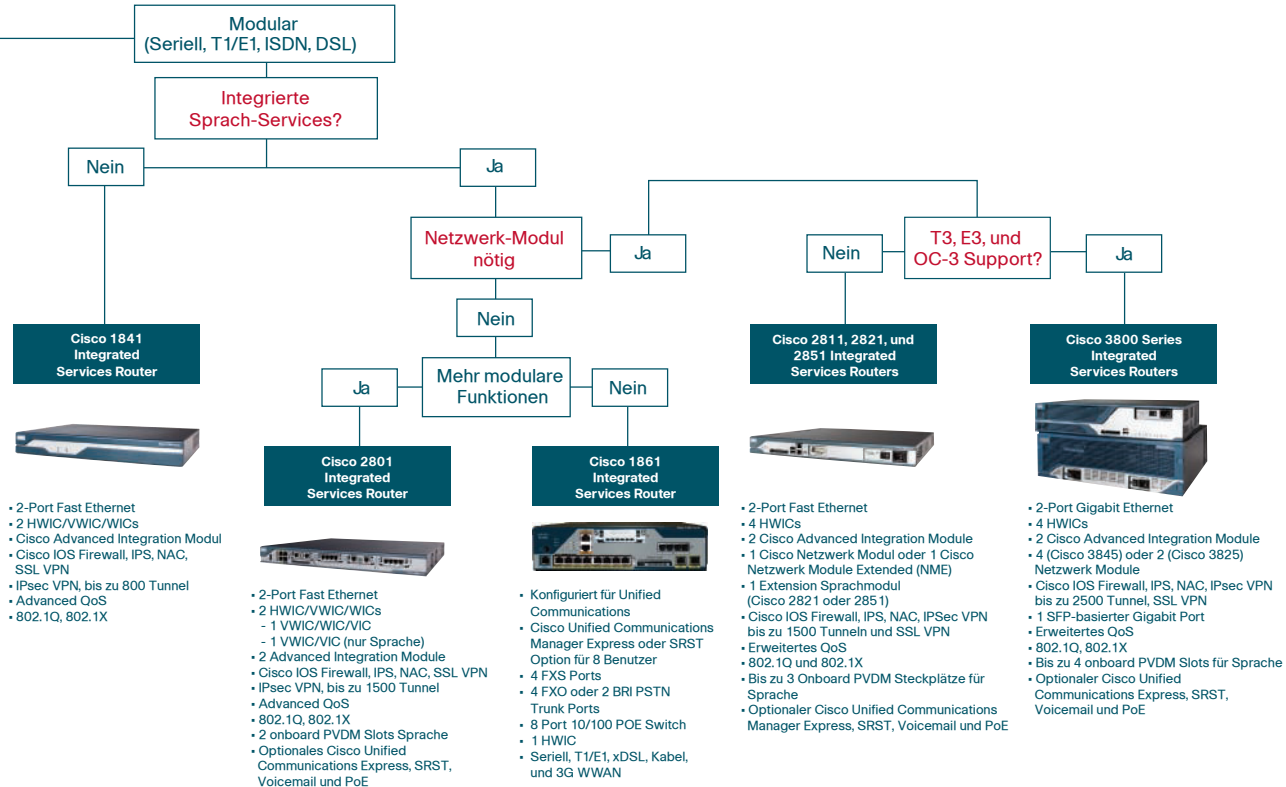 Modular
(Seriell, T1/E1, ISDN, DSL)
Integrierte
Sprach-Services?
Nein
Ja
Netzwerk-Modul
nötig
Ja
Nein
T3, E3, und
OC-3 Support?
Ja
Nein
Cisco 1841
Integrated
Services Router
Ja
Mehr modulare
Funktionen
Nein
Cisco 2811, 2821, und
2851 Integrated
Services Routers
Cisco 3800 Series
Integrated
Services Routers
Cisco 2801
Integrated
Services Router
Cisco 1861
Integrated
Services Router
▪ 2-Port Fast Ethernet
▪ 2 HWIC/VWIC/WICs
▪ Cisco Advanced Integration Modul
▪ Cisco IOS Firewall, IPS, NAC,
SSL VPN
▪ IPsec VPN, bis zu 800 Tunnel
▪ Advanced QoS
▪ 802.1Q, 802.1X
▪ 2-Port Fast Ethernet
▪ 2 HWIC/VWIC/WICs
- 1 VWIC/WIC/VIC
- 1 VWIC/VIC (nur Sprache)
▪ 2 Advanced Integration Module
▪ Cisco IOS Firewall, IPS, NAC, SSL VPN
▪ IPsec VPN, bis zu 1500 Tunnel
▪ Advanced QoS
▪ 802.1Q, 802.1X
▪ 2 onboard PVDM Slots Sprache
▪ Optionales Cisco Unified
Communications Express, SRST,
Voicemail und PoE
▪ Konfiguriert für Unified
Communications
▪ Cisco Unified Communications
Manager Express oder SRST
Option für 8 Benutzer
▪ 4 FXS Ports
▪ 4 FXO oder 2 BRI PSTN
Trunk Ports
▪ 8 Port 10/100 POE Switch
▪ 1 HWIC
▪ Seriell, T1/E1, xDSL, Kabel,
und 3G WWAN
▪ 2-Port Fast Ethernet
▪ 4 HWICs
▪ 2 Cisco Advanced Integration Module
▪ 1 Cisco Netzwerk Modul oder 1 Cisco
Netzwerk Module Extended (NME)
▪ 1 Extension Sprachmodul
(Cisco 2821 oder 2851)
▪ Cisco IOS Firewall, IPS, NAC, IPSec VPN
bis zu 1500 Tunneln und SSL VPN
▪ Erweitertes QoS
▪ 802.1Q und 802.1X
▪ Bis zu 3 Onboard PVDM Steckplätze für
Sprache
▪ Optionaler Cisco Unified Communications
Manager Express, SRST, Voicemail und PoE
▪ 2-Port Gigabit Ethernet
▪ 4 HWICs
▪ 2 Cisco Advanced Integration Module
▪ 4 (Cisco 3845) oder 2 (Cisco 3825)
Netzwerk Module
▪ Cisco IOS Firewall, IPS, NAC, IPsec VPN
bis zu 2500 Tunnel, SSL VPN
▪ 1 SFP-basierter Gigabit Port
▪ Erweitertes QoS
▪ 802.1Q, 802.1X
▪ Bis zu 4 onboard PVDM Slots für Sprache
▪ Optionaler Cisco Unified
Communications Express, SRST,
Voicemail und PoE